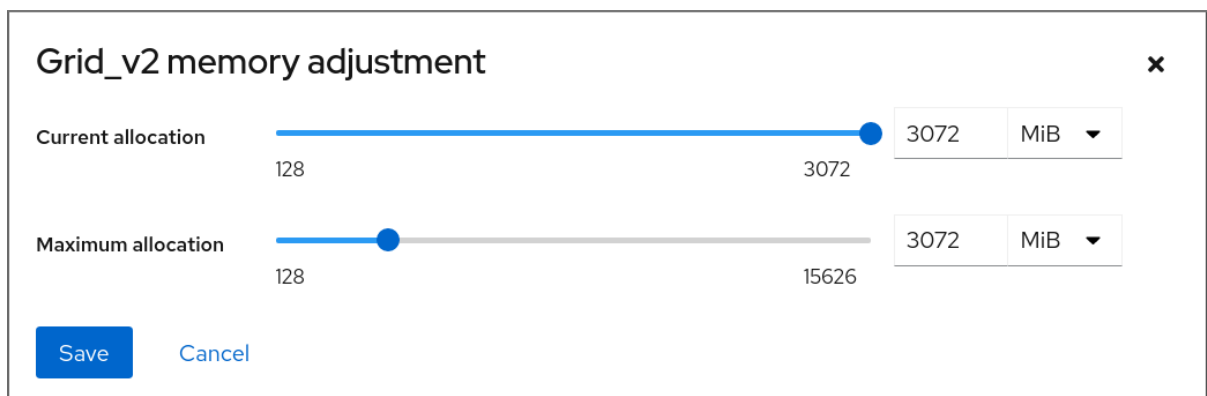 Grid_v2 memory adjustment
Current allocation
3072 MiB
128 3072
Maximum allocation
3072 MiB
128 15626
Save Cancel